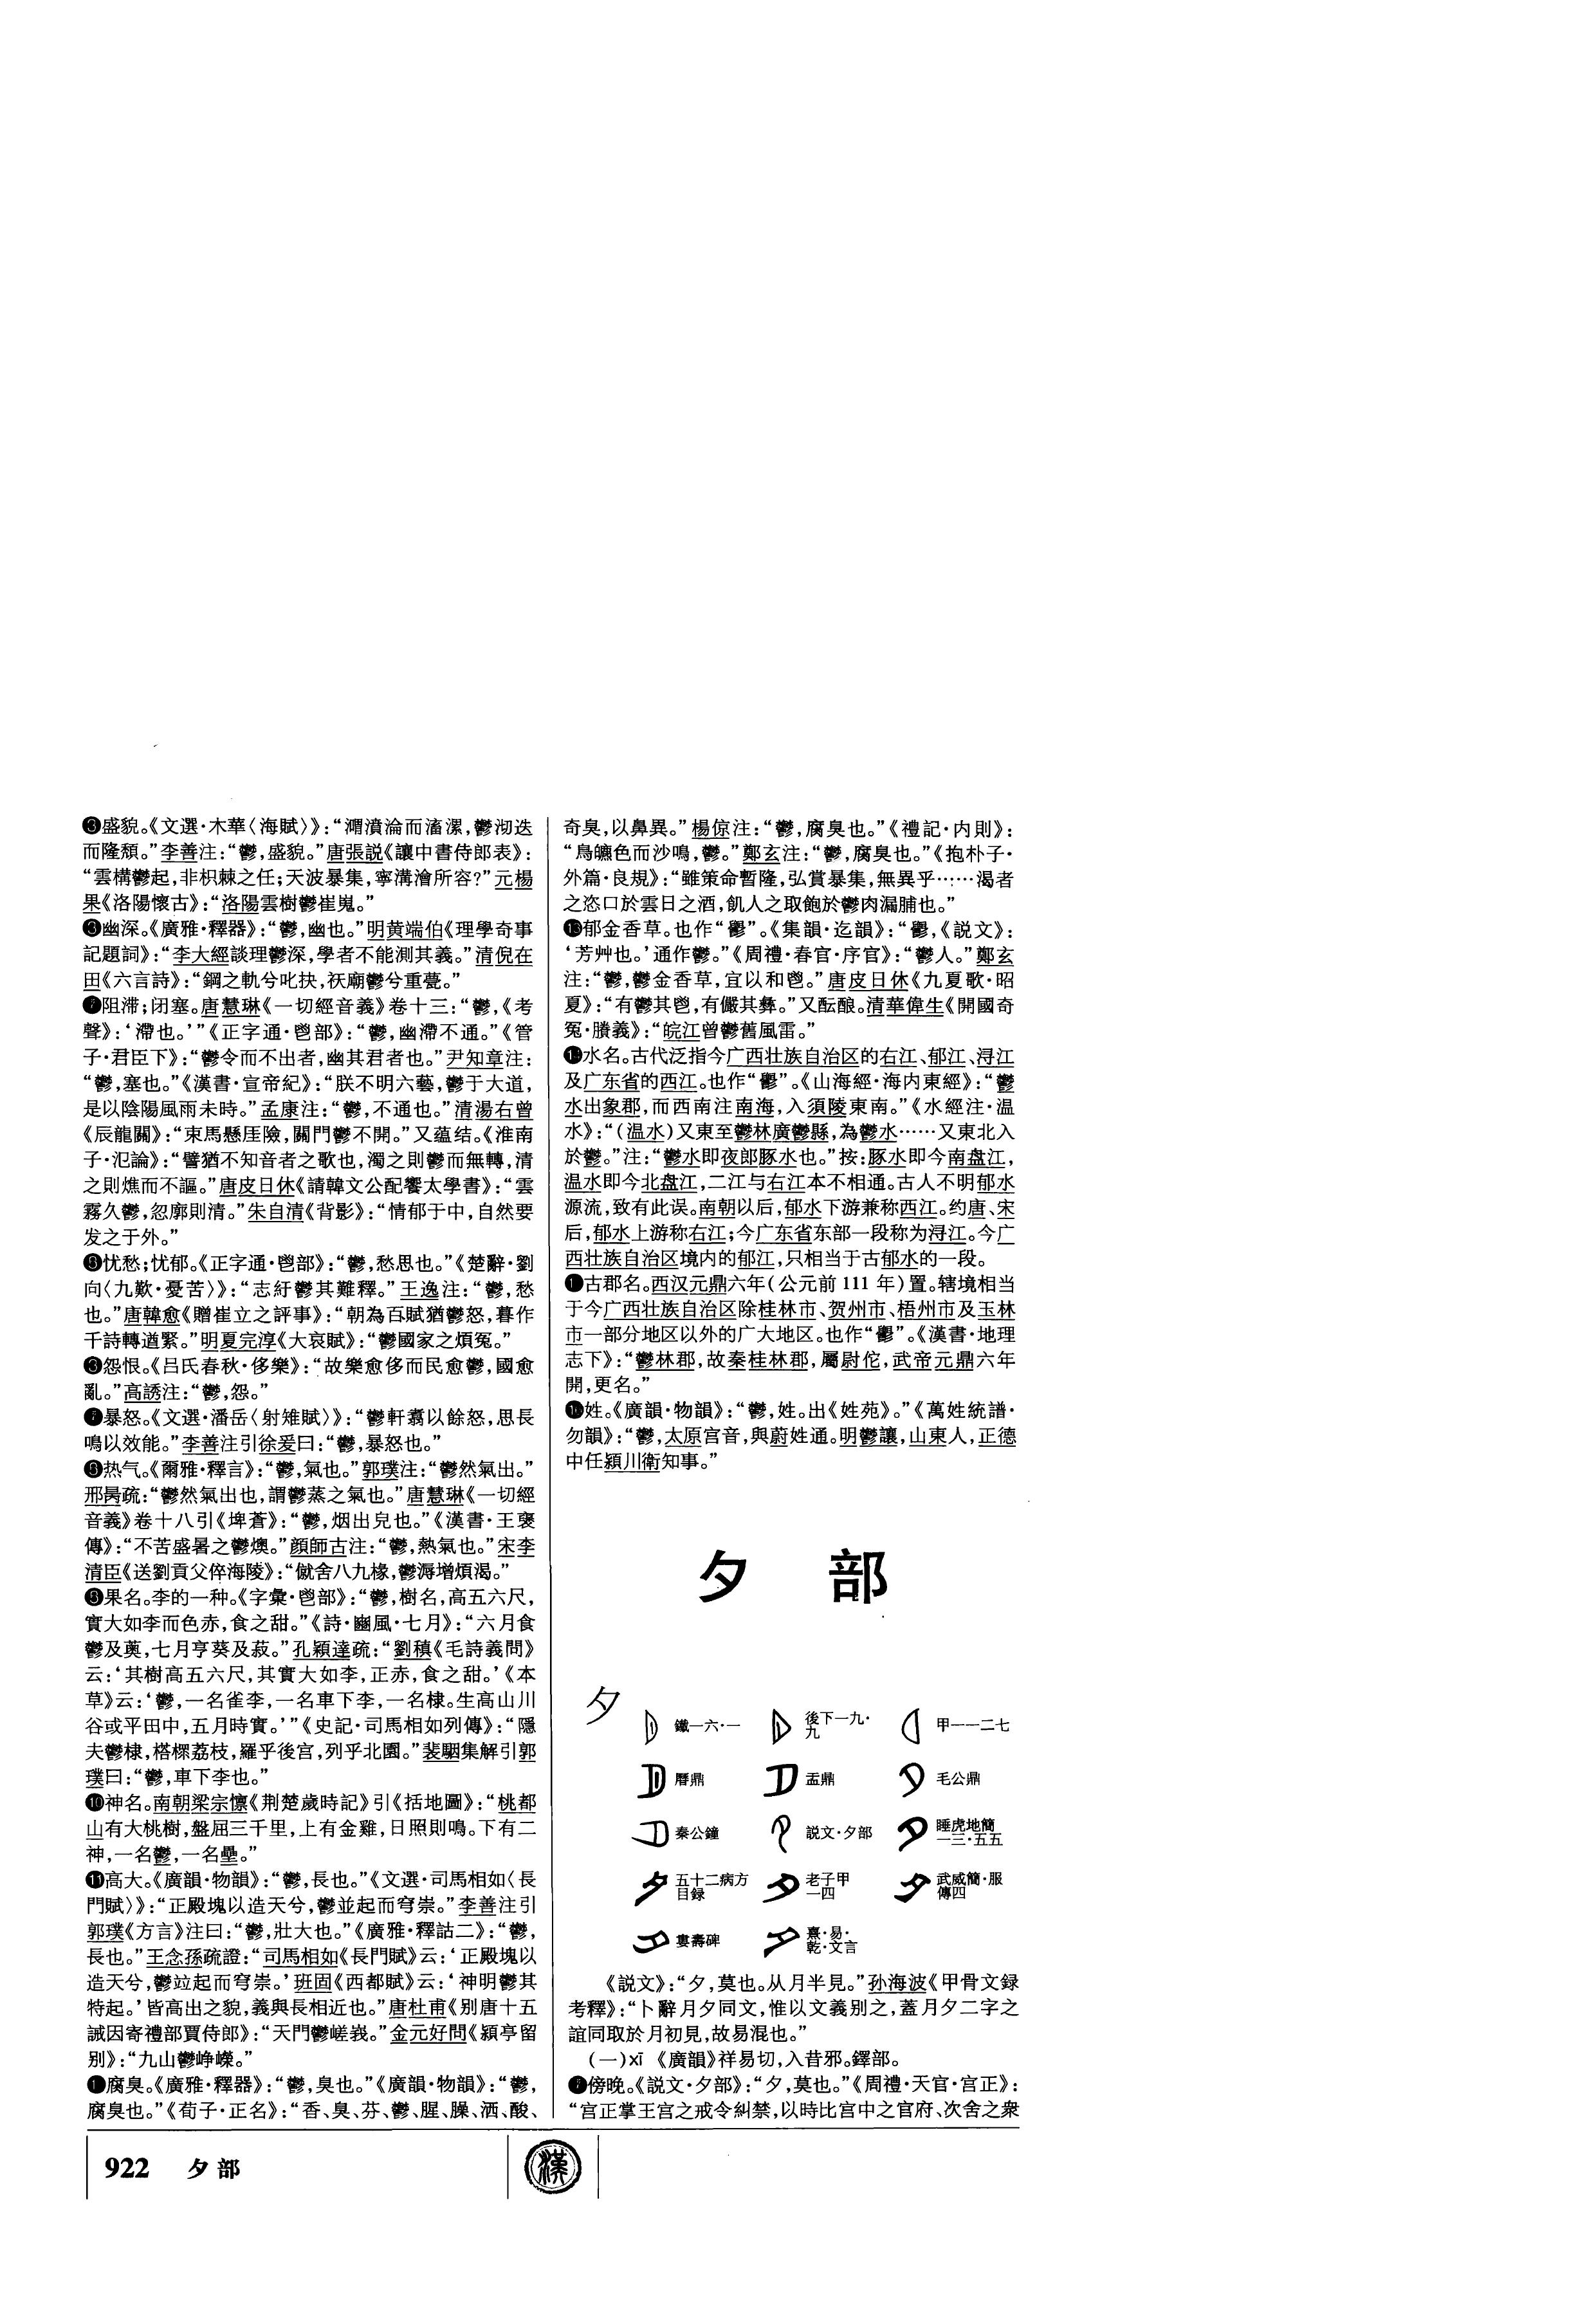 盛貌。《文選·木華〈海賦〉》：“㵢濆淪而滀漯，鬱沏迭
而隆頹。”李善注：“鬱，盛貌。”唐張説《讓中書侍郎表》：
“雲構鬱起，非枳棘之任；天波暴集，寧溝澮所容?”元楊
果《洛陽懷古》：“洛陽雲樹鬱崔嵬。”
幽深。《廣雅·釋器》：“鬱，幽也。”明黄端伯《理學奇事
記題詞》：“李大經談理鬱深，學者不能測其義。”清倪在
田《六言詩》：“鋼之軌兮叱抉，祆廟鬱兮重甍。”
阻滞；闭塞。唐慧琳《一切經音義》卷十三：“鬱，《考
聲》：‘滯也。’”《正字通·鬯部》：“鬱，幽滯不通。”《管
子·君臣下》：“鬱令而不出者，幽其君者也。”尹知章注：
“鬱，塞也。”《漢書·宣帝紀》：“朕不明六藝，鬱于大道，
是以陰陽風雨未時。”孟康注：“鬱，不通也。”清湯右曾
《辰龍關》：“束馬懸厓險，關門鬱不開。”又蕴结。《淮南
子·氾論》：“譬猶不知音者之歌也，濁之則鬱而無轉，清
之則燋而不謳。”唐皮日休《請韓文公配饗太學書》：“雲
霧久鬱，忽廓則清。”朱自清《背影》：“情郁于中，自然要
发之于外。”
忧愁；忧郁。《正字通·鬯部》：“鬱，愁思也。”《楚辭·劉
向〈九歎·憂苦〉》：“志紆鬱其難釋。”王逸注：“鬱，愁
也。”唐韓愈《贈崔立之評事》：“朝為百賦猶鬱怒，暮作
千詩轉遒緊。”明夏完淳《大哀賦》：“鬱國家之煩冤。”
怨恨。《吕氏春秋·侈樂》：“故樂愈侈而民愈鬱，國愈
亂。”高誘注：“鬱，怨。”
暴怒。《文選·潘岳〈射雉賦〉》：“鬱軒翥以餘怒，思長
鳴以效能。”李善注引徐爰曰：“鬱，暴怒也。”
热气。《爾雅·釋言》：“鬱，氣也。”郭璞注：“鬱然氣出。”
邢昺疏：“鬱然氣出也，謂鬱蒸之氣也。”唐慧琳《一切經
音義》卷十八引《埤蒼》：“鬱，烟出皃也。”《漢書·王褒
傳》：“不苦盛暑之鬱燠。”顔師古注：“鬱，熱氣也。”宋李
清臣《送劉貢父倅海陵》：“僦舍八九椽，鬱溽增煩渴。”
果名。李的一种。《字彙·鬯部》：“鬱，樹名，高五六尺，
實大如李而色赤，食之甜。”《詩·豳風·七月》：“六月食
鬱及薁，七月亨葵及菽。”孔穎達疏：“劉稹《毛詩義問》
云：‘其樹高五六尺，其實大如李，正赤，食之甜。’《本
草》云：‘鬱，一名雀李，一名車下李，一名棣。生高山川
谷或平田中，五月時實。’”《史記·司馬相如列傳》：“隱
夫鬱棣，榙㯚荔枝，羅乎後宫，列乎北園。”裴駰集解引郭
璞曰：“鬱，車下李也。”
⑩神名。南朝梁宗懔《荆楚歲時記》引《括地圖》：“桃都
山有大桃樹，盤屈三千里，上有金雞，日照則鳴。下有二
神，一名鬱，一名壘。”
⑪高大。《廣韻·物韻》：“鬱，長也。”《文選·司馬相如〈長
門賦〉》：“正殿塊以造天兮，鬱並起而穹崇。”李善注引
郭璞《方言》注曰：“鬱，壯大也。”《廣雅·釋詁二》：“鬱，
長也。”王念孫疏證：“司馬相如《長門賦》云：‘正殿塊以
造天兮，鬱竝起而穹崇。’班固《西都賦》云：‘神明鬱其
特起。’皆高出之貌，義與長相近也。”唐杜甫《别唐十五
誡因寄禮部賈侍郎》：“天門鬱嵯峩。”金元好問《潁亭留
别》：“九山鬱崢嶸。”
腐臭。《廣雅·釋器》：“鬱，臭也。”《廣韻·物韻》：“鬱，
腐臭也。”《荀子·正名》：“香、臭、芬、鬱、腥、臊、洒、酸、
奇臭，以鼻異。”楊倞注：“鬱，腐臭也。”《禮記·内則》：
“鳥皫色而沙鳴，鬱。”鄭玄注：“鬱，腐臭也。”《抱朴子·
外篇·良規》：“雖策命暫隆，弘賞暴集，無異乎……渴者
之恣口於雲日之酒，飢人之取飽於鬱肉漏脯也。”
郁金香草。也作“鬰”。《集韻·迄韻》：“鬱，《説文》：
‘芳艸也。’通作鬱。”《周禮·春官·序官》：“鬱人。”鄭玄
注：“鬱，鬱金香草，宜以和鬯。”唐皮日休《九夏歌·昭
夏》：“有鬱其鬯，有儼其彝。”又酝酿。清華偉生《開國奇
冤·賸義》：“皖江曾鬱舊風雷。”
水名。古代泛指今广西壮族自治区的右江、郁江、浔江
及广东省的西江。也作“鬰”。《山海經·海内東經》：“鬱
水出象郡，而西南注南海，入須陵東南。”《水經注·温
水》：“（温水）又東至鬱林廣鬱縣，為鬱水……又東北入
於鬱。”注：“鬱水即夜郎豚水也。”按：豚水即今南盘江，
温水即今北盘江，二江与右江本不相通。古人不明郁水
源流，致有此误。南朝以后，郁水下游兼称西江。约唐、宋
后，郁水上游称右江；今广东省东部一段称为浔江。今广
西壮族自治区境内的郁江，只相当于古郁水的一段。
古郡名。西汉元鼎六年（公元前 111 年）置。辖境相当
于今广西壮族自治区除桂林市、贺州市、梧州市及玉林
市一部分地区以外的广大地区。也作“鬰”。《漢書·地理
志下》：“鬱林郡，故秦桂林郡，屬尉佗，武帝元鼎六年
開，更名。”
姓。《廣韻·物韻》：“鬱，姓。出《姓苑》。”《萬姓統譜·
勿韻》：“鬱，太原宫音，與蔚姓通。明鬱讓，山東人，正德
中任潁川衛知事。”
夕 部
夕
鐵一六·一 後下一九·九 甲一一二七
曆鼎 盂鼎 毛公鼎
秦公鐘 説文·夕部 睡虎地簡一三·五五
五十二病方目録 老子甲一四 武威簡·服傳四
婁壽碑 熹·易·乾·文言
《説文》：“夕，莫也。从月半見。”孙海波《甲骨文録
考釋》：“卜辭月夕同文，惟以文義别之，蓋月夕二字之
誼同取於月初見，故易混也。”
（一）xī 《廣韻》祥易切，入昔邪。鐸部。
傍晚。《説文·夕部》：“夕，莫也。”《周禮·天官·宫正》：
“宫正掌王宫之戒令糾禁，以時比宫中之官府、次舍之衆
922 夕部
漢